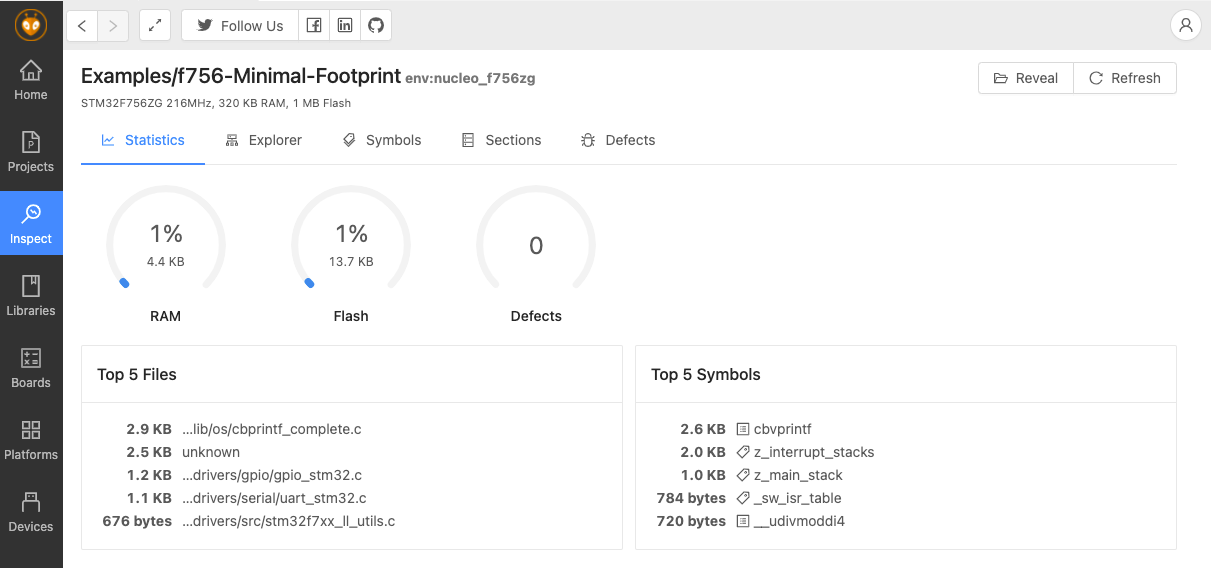 Follow Us
Examples/f756-Minimal-Footprint env:nucleo_f756zg
Reveal
Refresh
STM32F756ZG 216MHz, 320 KB RAM, 1 MB Flash
Home
Projects
Inspect
Libraries
Boards
Platforms
Devices
Statistics
Explorer
Symbols
Sections
Defects
1%
4.4 KB
RAM
1%
13.7 KB
Flash
0
Defects
Top 5 Files
2.9 KB ...lib/os/cbprintf_complete.c
2.5 KB unknown
1.2 KB ...drivers/gpio/gpio_stm32.c
1.1 KB ...drivers/serial/uart_stm32.c
676 bytes ...drivers/src/stm32f7xx_ll_utils.c
Top 5 Symbols
2.6 KB cbvprintf
2.0 KB z_interrupt_stacks
1.0 KB z_main_stack
784 bytes _sw_isr_table
720 bytes __udivmoddi4